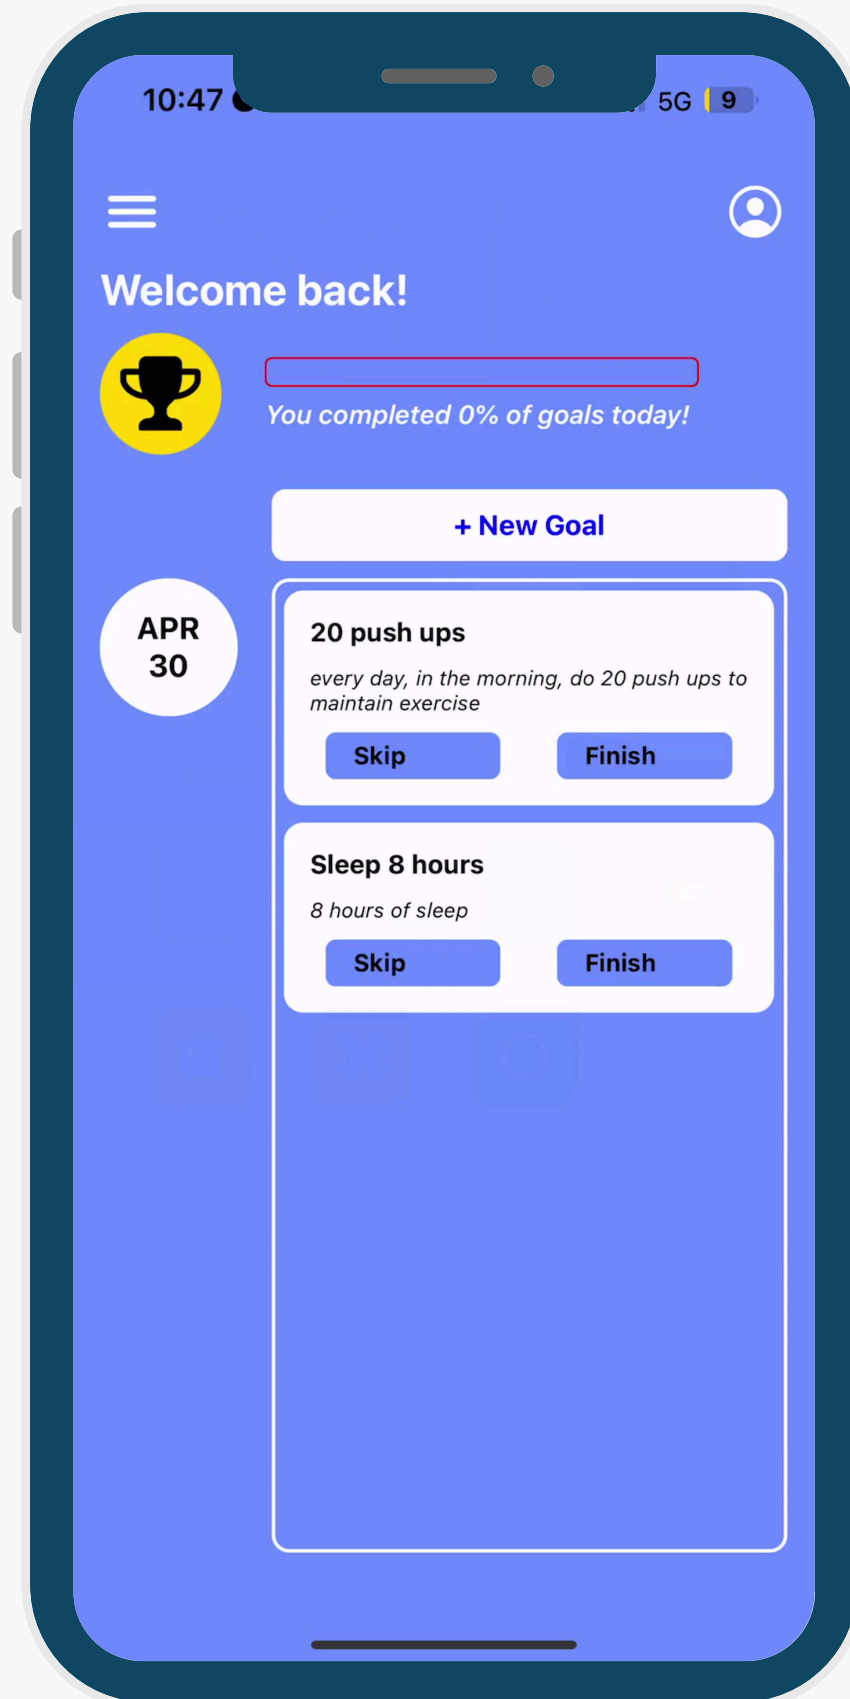 10:47
5G 9
Welcome back!
You completed 0% of goals today!
+ New Goal
APR
30
20 push ups
every day, in the morning, do 20 push ups to
maintain exercise
Skip Finish
Sleep 8 hours
8 hours of sleep
Skip Finish